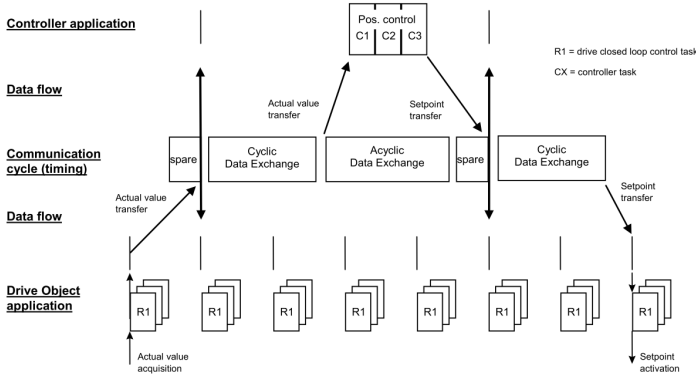 Controller application
Pos. control
C1 C2 C3
R1 = drive closed loop control task
CX = controller task
Data flow
Actual value
transfer
Setpoint
transfer
Communication
cycle (timing)
spare
Cyclic
Data Exchange
Acyclic
Data Exchange
spare
Cyclic
Data Exchange
Actual value
transfer
Setpoint
transfer
Data flow
Drive Object
application
R1 R1 R1 R1 R1 R1 R1 R1
Actual value
acquisition
Setpoint
activation